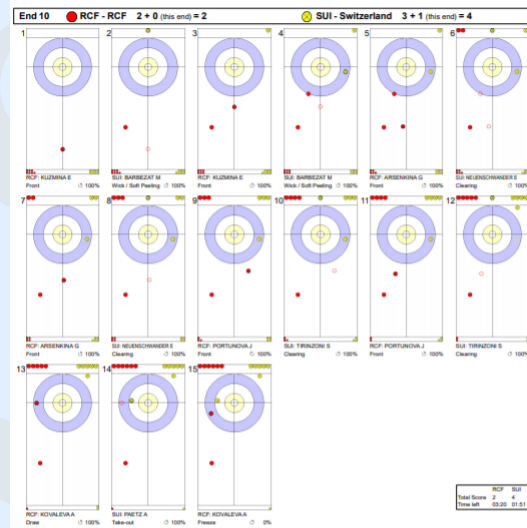 End 10 RCF - RCF 2 + 0 (this end) = 2 SUI - Switzerland 3 + 1 (this end) = 4
1 2 3 4 5 6
RCF: KUZMINA E SUI: BARBEZAT M RCF: KUZMINA E SUI: BARBEZAT M RCF: ARSENKINA G SUI: NEUENSCHWANDER E
Front 100% Wick / Soft Peeling 100% Front 100% Wick / Soft Peeling 100% Front 100% Clearing 100%
7 8 9 10 11 12
RCF: ARSENKINA G SUI: NEUENSCHWANDER E RCF: PORTUNOVA J SUI: TIRINZONI S RCF: PORTUNOVA J SUI: TIRINZONI S
Front 100% Clearing 100% Front 100% Clearing 100% Front 100% Clearing 100%
13 14 15
RCF: KOVALEVA A SUI: PAETZ A RCF: KOVALEVA A
Draw 100% Take-out 100% Freeze 0%
RCF SUI
Total Score 2 4
Time left 03:20 01:51